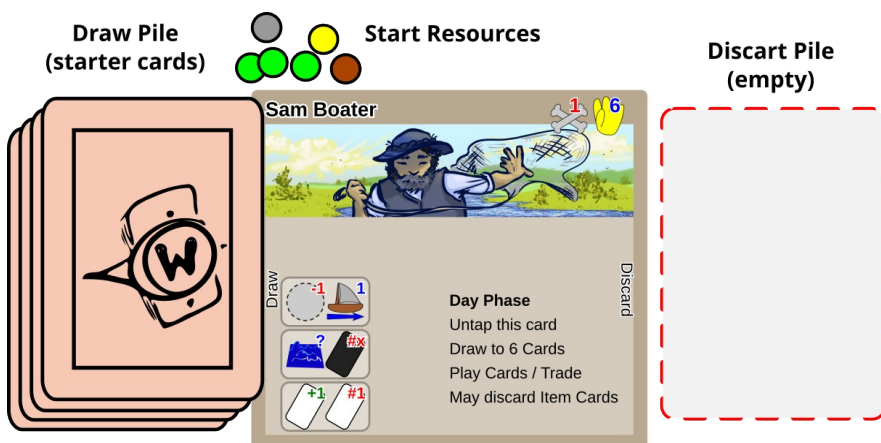 Draw Pile
(starter cards)
Start Resources
Discart Pile
(empty)
Sam Boater
1
6
W
Draw
Discard
-1
1
?
#x
+1
#1
Day Phase
Untap this card
Draw to 6 Cards
Play Cards / Trade
May discard Item Cards